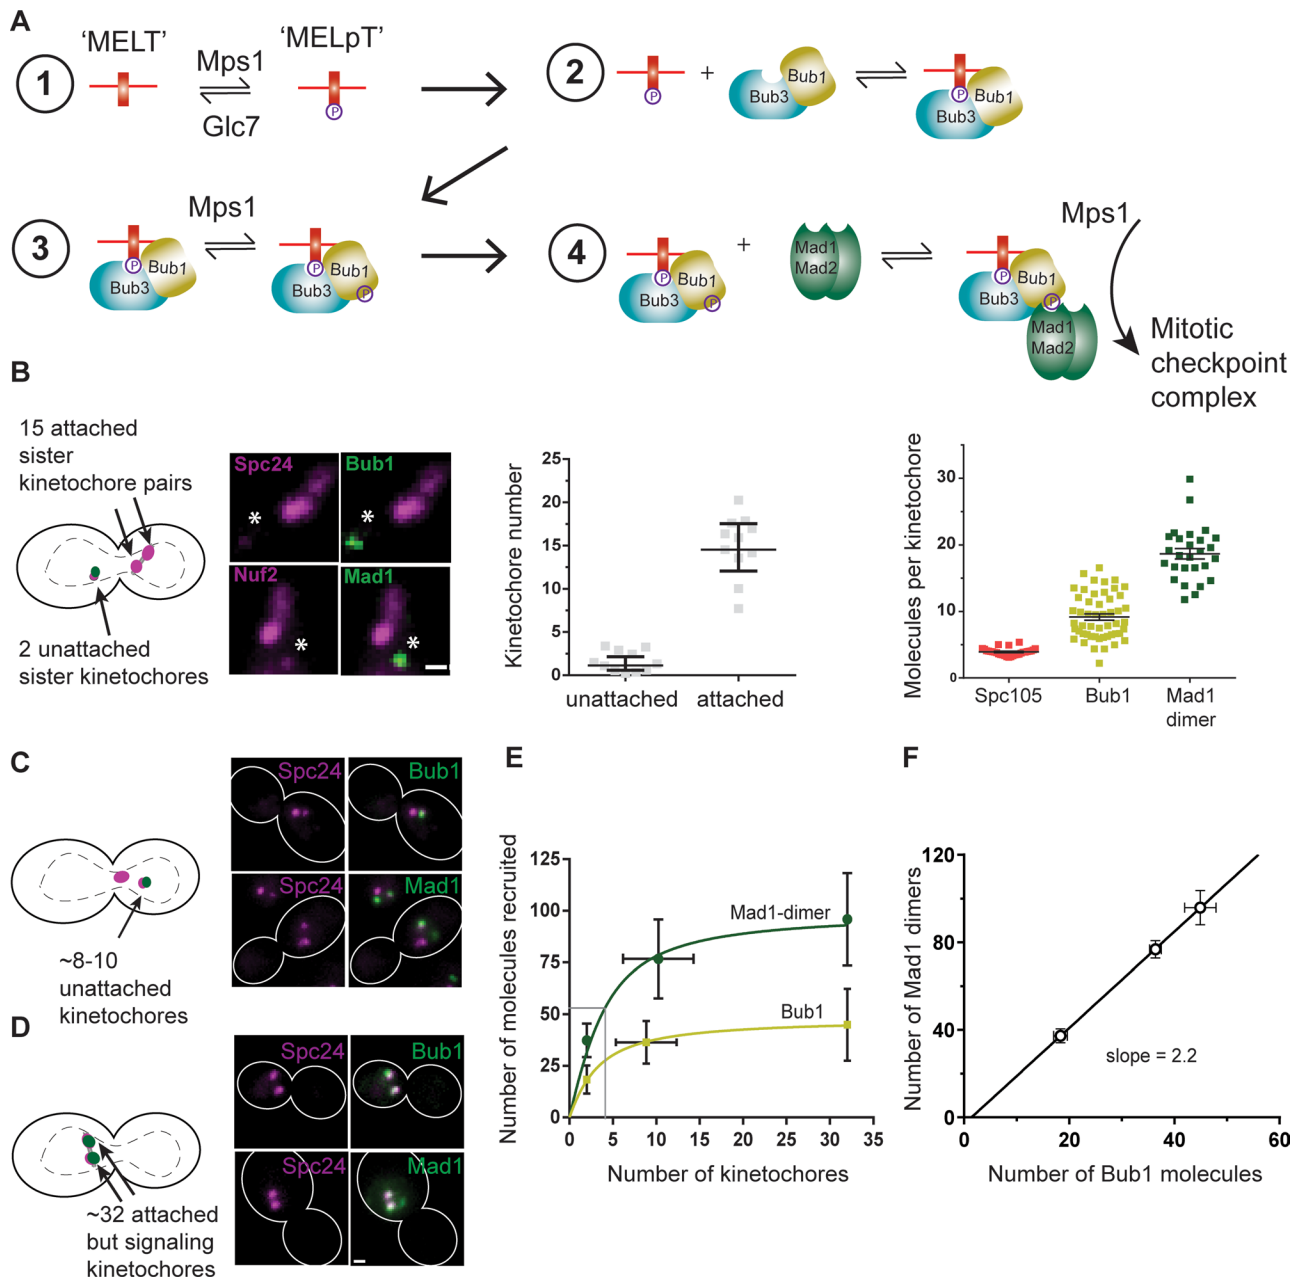 A
1
'MELT'
Mps1
Glc7
'MELpT'
P
2
P
+
Bub3
Bub1
P
Bub3
Bub1
3
P
Bub3
Bub1
Mps1
P
Bub3
Bub1
P
4
P
Bub3
Bub1
P
+
Mad1
Mad2
P
Bub3
Bub1
P
Mad1
Mad2
Mps1
Mitotic
checkpoint
complex
B
15 attached
sister
kinetochore pairs
2 unattached
sister kinetochores
Spc24
*
Bub1
*
Nuf2
*
Mad1
*
Kinetochore number
25
20
15
10
5
0
unattached
attached
Molecules per kinetochore
30
20
10
0
Spc105
Bub1
Mad1
dimer
C
~8-10
unattached
kinetochores
Spc24
Bub1
Spc24
Mad1
D
~32 attached
but signaling
kinetochores
Spc24
Bub1
Spc24
Mad1
E
Number of molecules recruited
125
100
75
50
25
0
Mad1-dimer
Bub1
0 5 10 15 20 25 30 35
Number of kinetochores
F
Number of Mad1 dimers
120
80
40
0
slope = 2.2
0 20 40 60
Number of Bub1 molecules